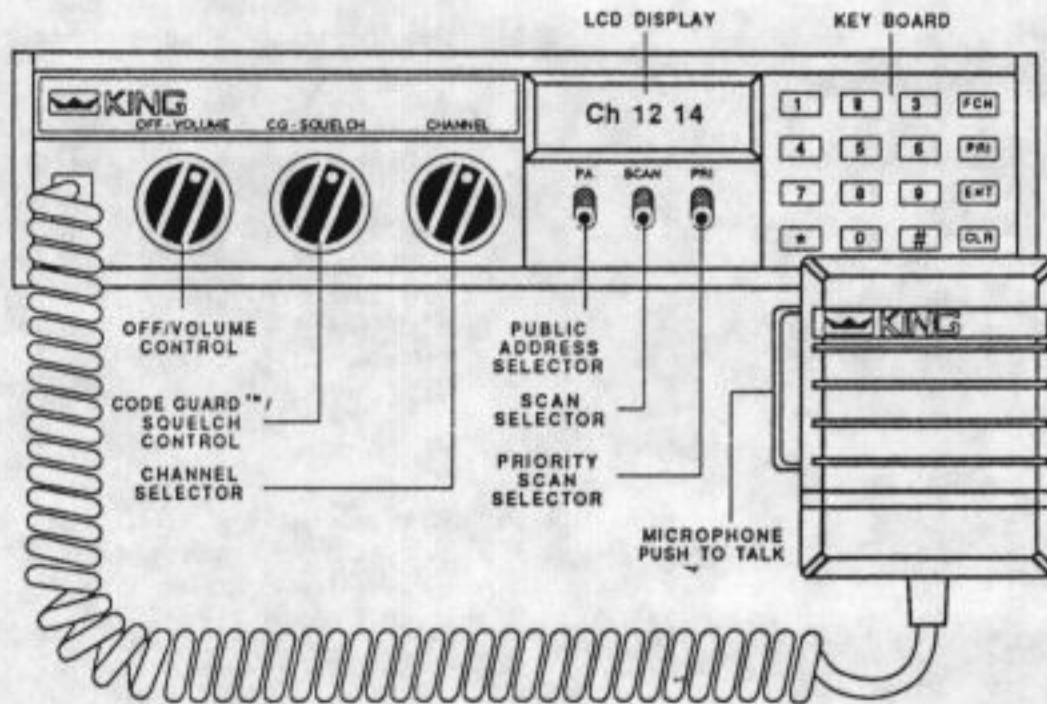 LCD DISPLAY
KEY BOARD
KING
OFF - VOLUME
CG - SQUELCH
CHANNEL
Ch 12 14
PA
SCAN
PRI
1
2
3
FCH
4
5
6
PRI
7
8
9
ENT
*
0
#
CLR
OFF/VOLUME
CONTROL
CODE GUARD™/
SQUELCH
CONTROL
CHANNEL
SELECTOR
PUBLIC
ADDRESS
SELECTOR
SCAN
SELECTOR
PRIORITY
SCAN
SELECTOR
KING
MICROPHONE
PUSH TO TALK